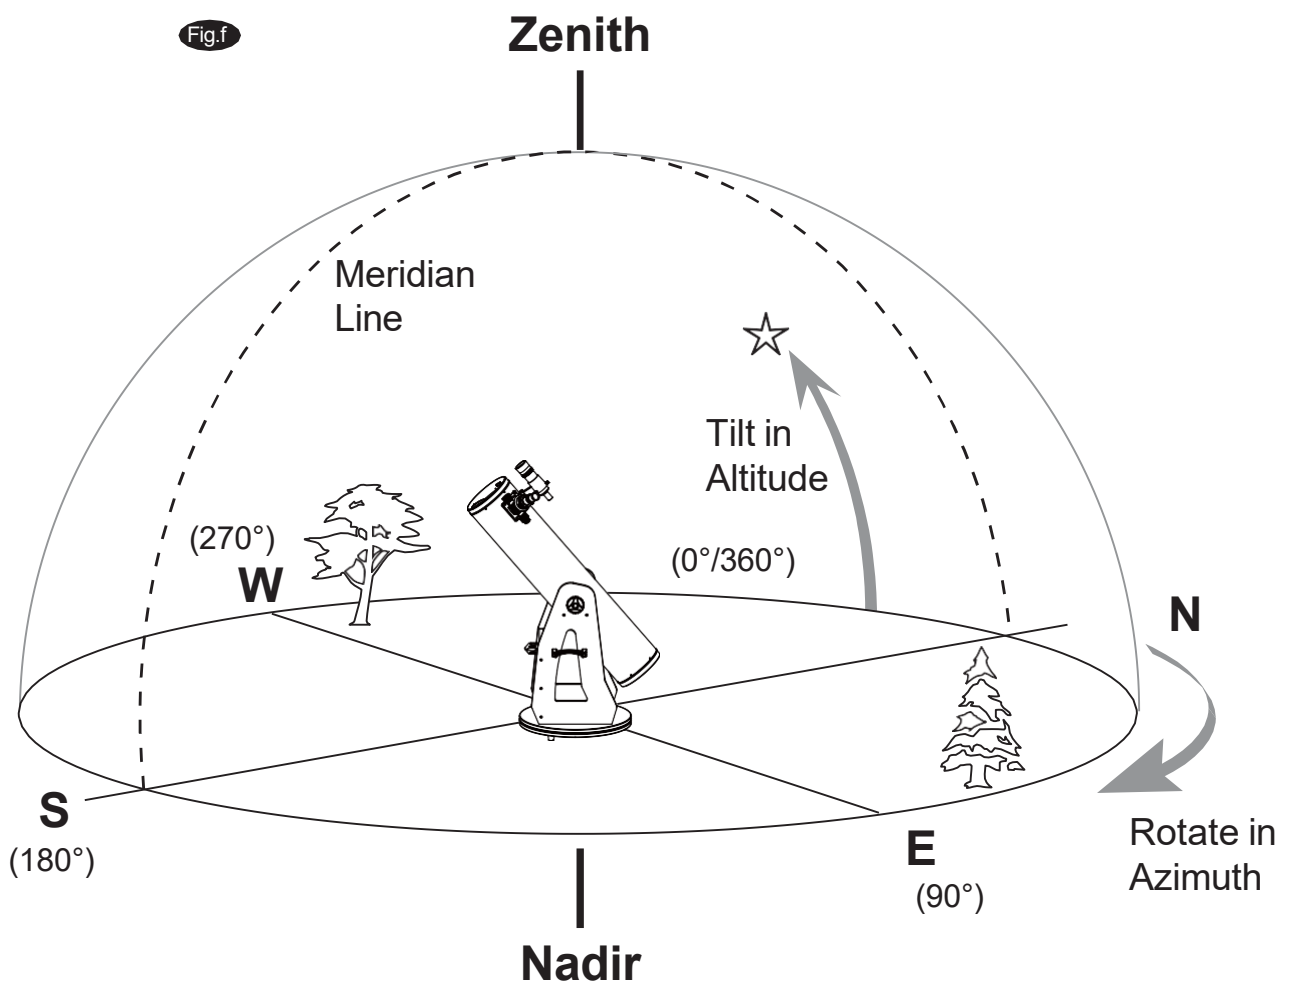 Fig.f
Zenith
Meridian
Line
Tilt in
Altitude
(270°)
W
(0°/360°)
N
S
(180°)
E
(90°)
Rotate in
Azimuth
Nadir